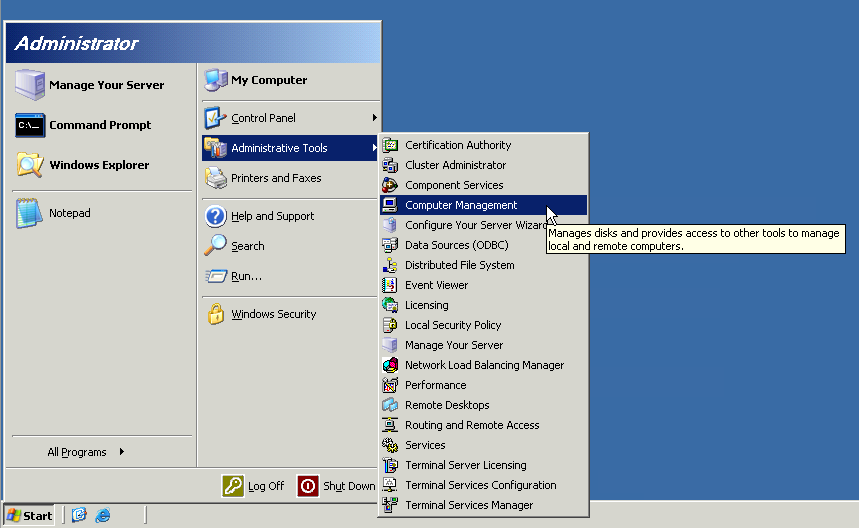 Administrator
Manage Your Server
Command Prompt
Windows Explorer
Notepad
All Programs
My Computer
Control Panel
Administrative Tools
Printers and Faxes
Help and Support
Search
Run...
Windows Security
Log Off
Shut Down
Certification Authority
Cluster Administrator
Component Services
Computer Management
Configure Your Server Wizard
Data Sources (ODBC)
Distributed File System
Event Viewer
Licensing
Local Security Policy
Manage Your Server
Network Load Balancing Manager
Performance
Remote Desktops
Routing and Remote Access
Services
Terminal Server Licensing
Terminal Services Configuration
Terminal Services Manager
Manages disks and provides access to other tools to manage
local and remote computers.
Start